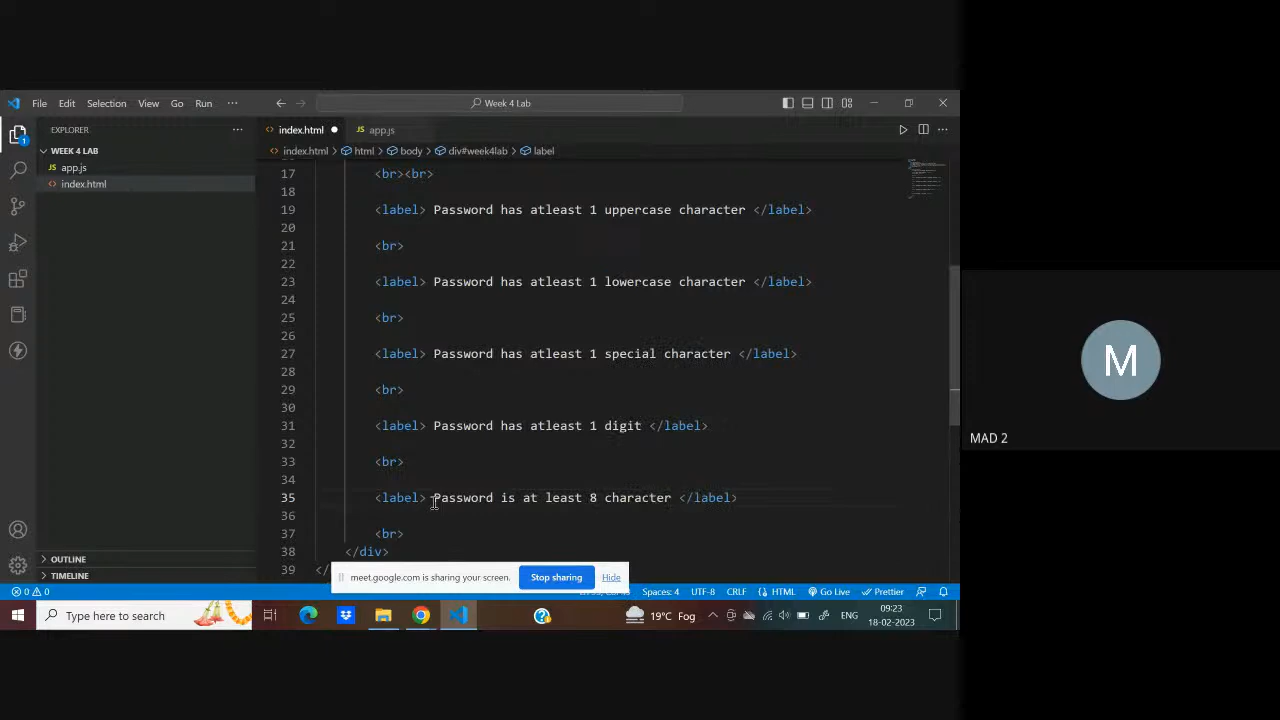 File Edit Selection View Go Run ··· Week 4 Lab
EXPLORER ···
WEEK 4 LAB
app.js
index.html
OUTLINE
TIMELINE
index.html app.js
index.html > html > body > div#week4lab > label
17 <br><br>
18
19 <label> Password has atleast 1 uppercase character </label>
20
21 <br>
22
23 <label> Password has atleast 1 lowercase character </label>
24
25 <br>
26
27 <label> Password has atleast 1 special character </label>
28
29 <br>
30
31 <label> Password has atleast 1 digit </label>
32
33 <br>
34
35 <label> Password is at least 8 character </label>
36
37 <br>
38 </div>
39 </
meet.google.com is sharing your screen. Stop sharing Hide
0 0 Spaces: 4 UTF-8 CRLF HTML Go Live Prettier
Type here to search 19°C Fog ENG 09:23
18-02-2023
M
MAD 2
1